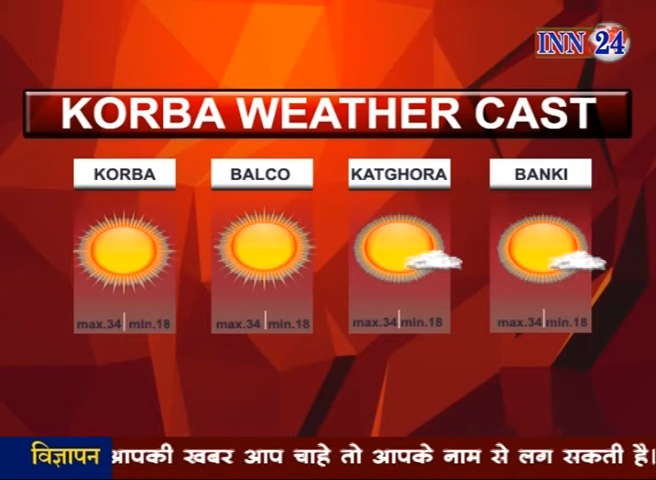 INN 24
KORBA WEATHER CAST
KORBA BALCO KATGHORA BANKI
max.34 min.18 max.34 min.18 max.34 min.18 max.34 min.18
विज्ञापन आपकी खबर आप चाहे तो आपके नाम से लग सकती है।